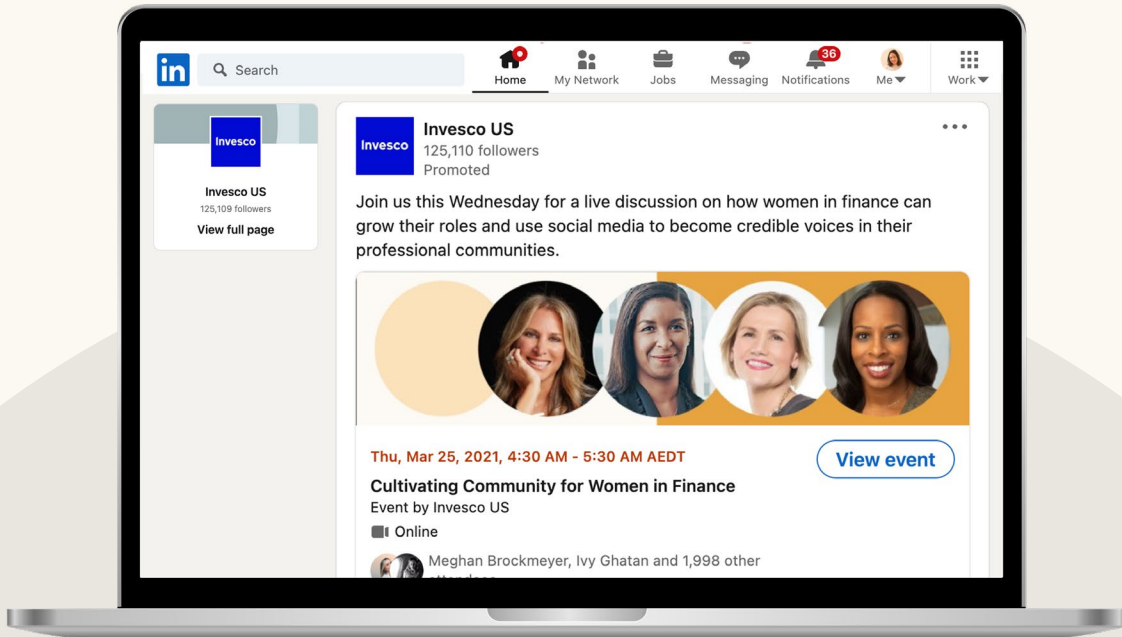 in
Search
Home
My Network
Jobs
Messaging
36
Notifications
Me
Work
Invesco
Invesco US
125,109 followers
View full page
Invesco
Invesco US
125,110 followers
Promoted
Join us this Wednesday for a live discussion on how women in finance can
grow their roles and use social media to become credible voices in their
professional communities.
Thu, Mar 25, 2021, 4:30 AM - 5:30 AM AEDT
View event
Cultivating Community for Women in Finance
Event by Invesco US
Online
Meghan Brockmeyer, Ivy Ghatan and 1,998 other